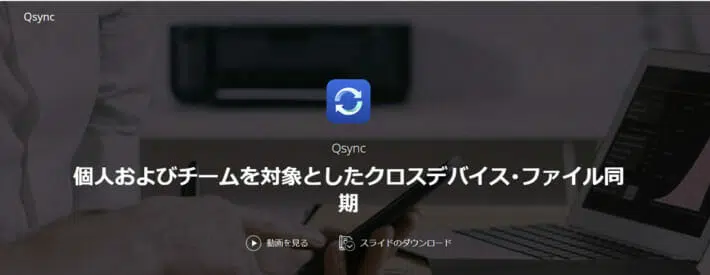 Qsync
Qsync
個人およびチームを対象としたクロスデバイス・ファイル同
期
動画を見る
スライドのダウンロード